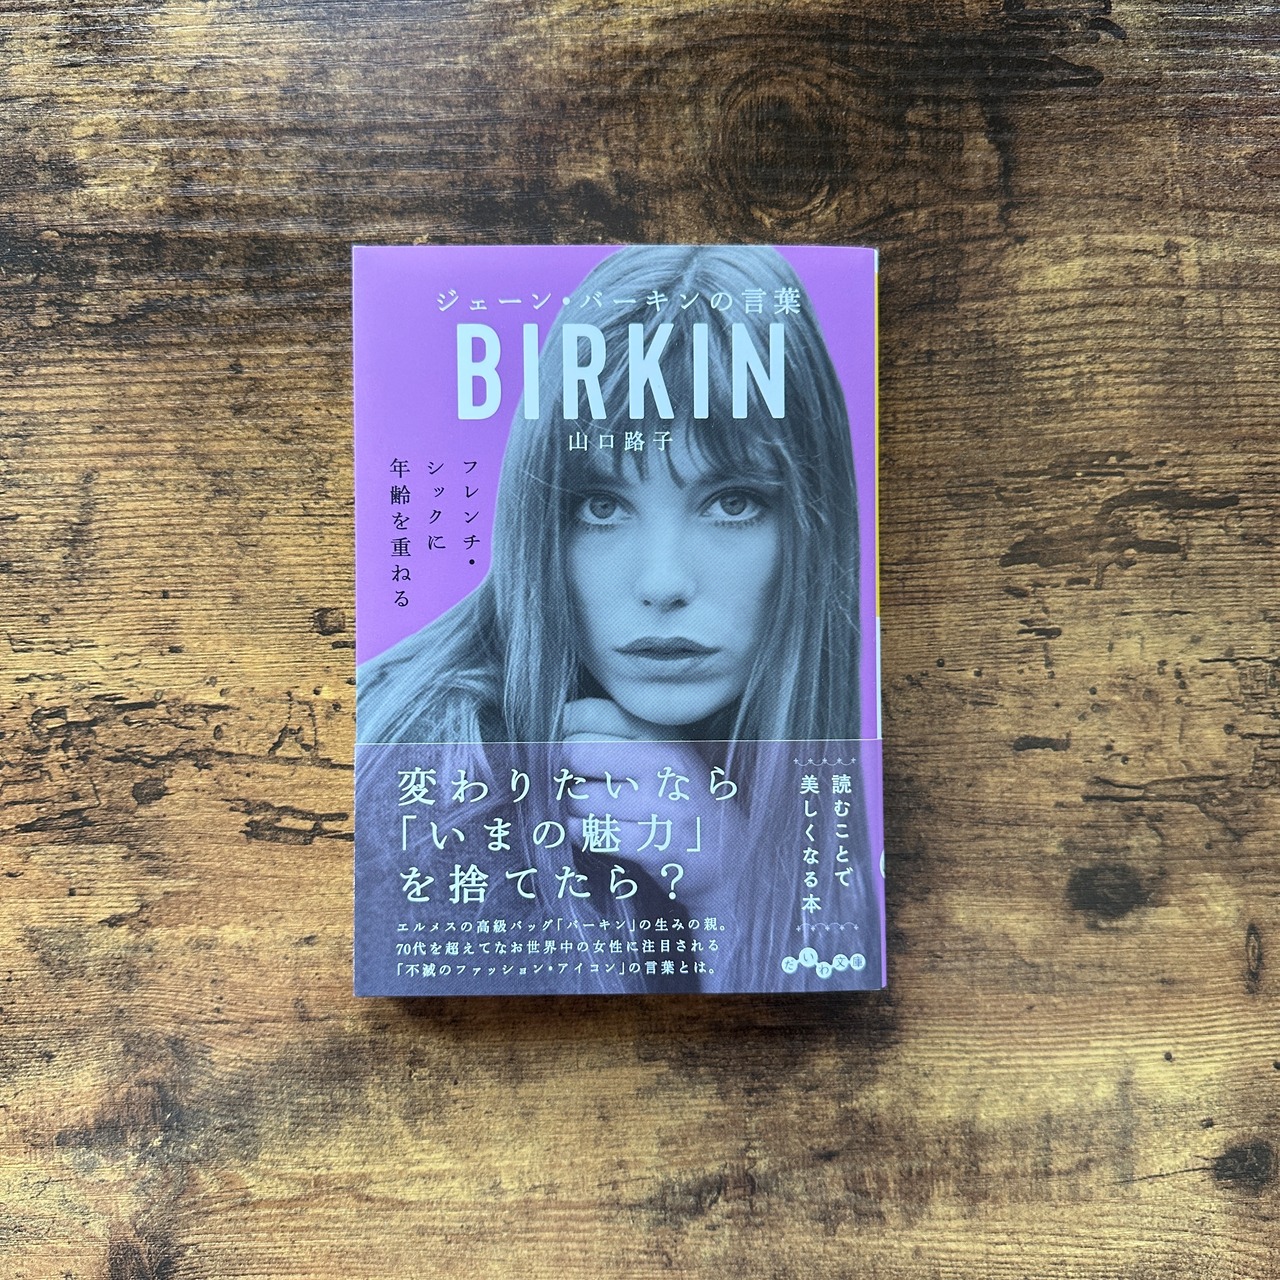 ジェーン・バーキンの言葉
BIRKIN
山口路子
フレンチ・
シックに
年齢を重ねる
変わりたいなら
「いまの魅力」
を捨てたら？
エルメスの高級バッグ「バーキン」の生みの親。
70代を超えてなお世界中の女性に注目される
「不滅のファッション・アイコン」の言葉とは。
読むことで
美しくなる本
だいわ文庫